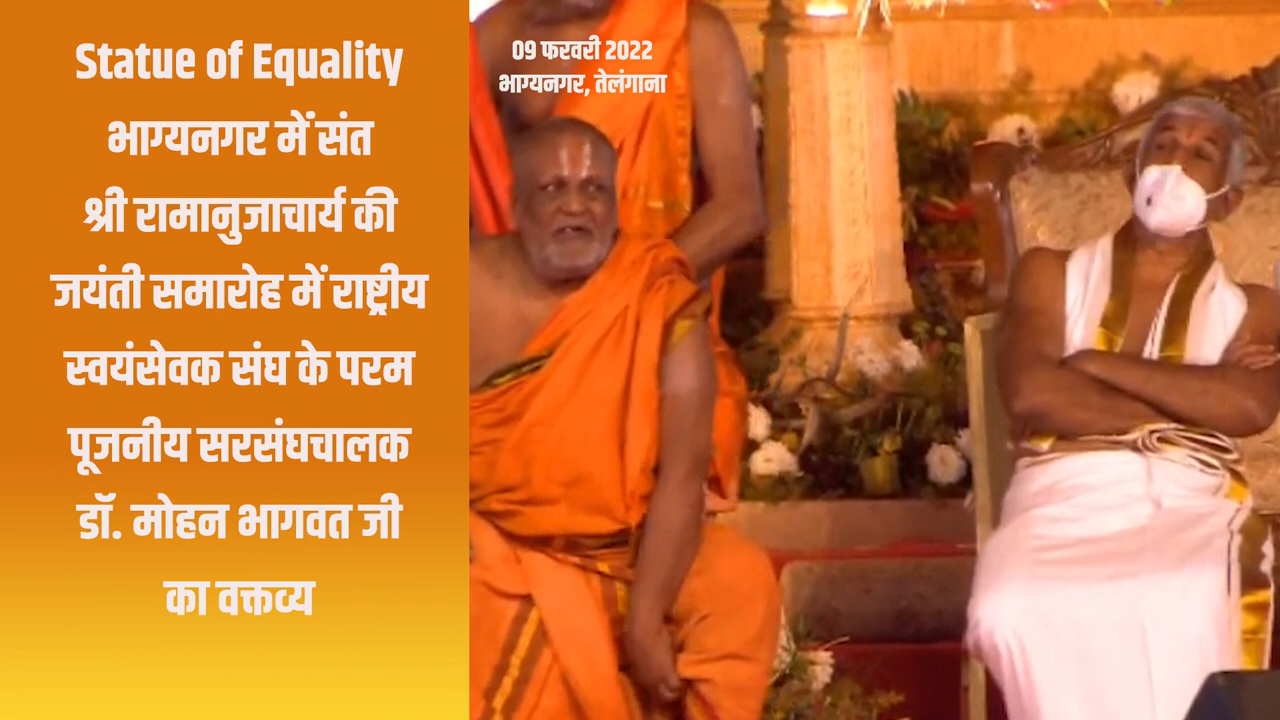 Statue of Equality
भाग्यनगर में संत
श्री रामानुजाचार्य की
जयंती समारोह में राष्ट्रीय
स्वयंसेवक संघ के परम
पूजनीय सरसंघचालक
डॉ. मोहन भागवत जी
का वक्तव्य
09 फरवरी 2022
भाग्यनगर, तेलंगाना